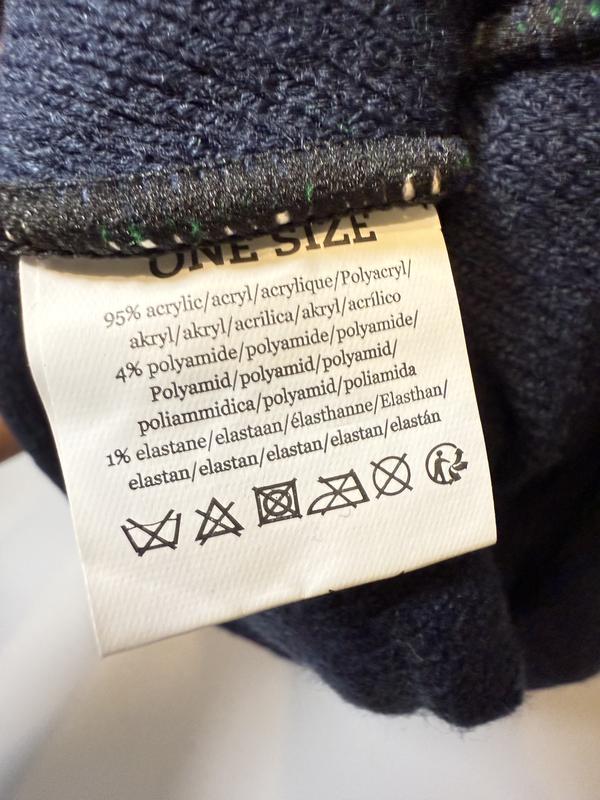 ONE SIZE
95% acrylic/acryl/acrylique/Polyacryl/
akryl/akryl/acrilica/akryl/acrílico
4% polyamide/polyamide/polyamide/
Polyamid/polyamid/polyamid/
poliammidica/polyamid/poliamida
1% elastane/elastaan/élasthanne/Elasthan/
elastan/elastan/elastan/elastan/elastán